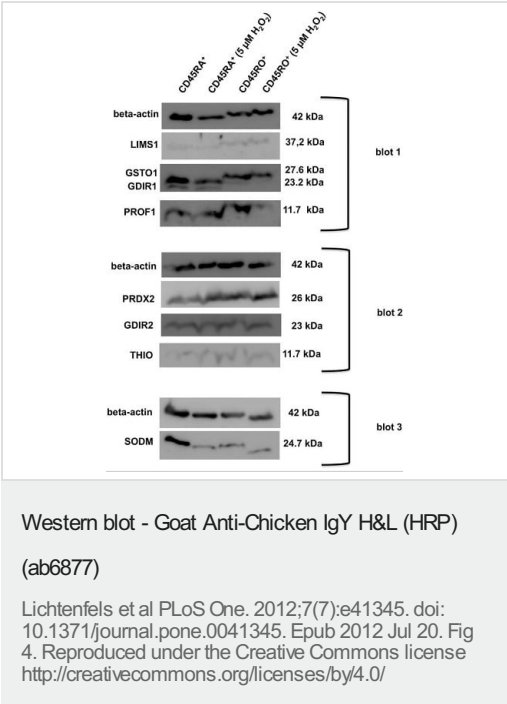 CD45RA⁺
CD45RA⁺ (5 µM H₂O₂)
CD45RO⁺
CD45RO⁺ (5 µM H₂O₂)
beta-actin 42 kDa
LIMS1 37,2 kDa
blot 1
GSTO1 27.6 kDa
GDIR1 23.2 kDa
PROF1 11.7 kDa
beta-actin 42 kDa
PRDX2 26 kDa
blot 2
GDIR2 23 kDa
THIO 11.7 kDa
beta-actin 42 kDa
blot 3
SODM 24.7 kDa
Western blot - Goat Anti-Chicken IgY H&L (HRP)
(ab6877)
Lichtenfels et al PLoS One. 2012;7(7):e41345. doi:
10.1371/journal.pone.0041345. Epub 2012 Jul 20. Fig
4. Reproduced under the Creative Commons license
http://creativecommons.org/licenses/by/4.0/